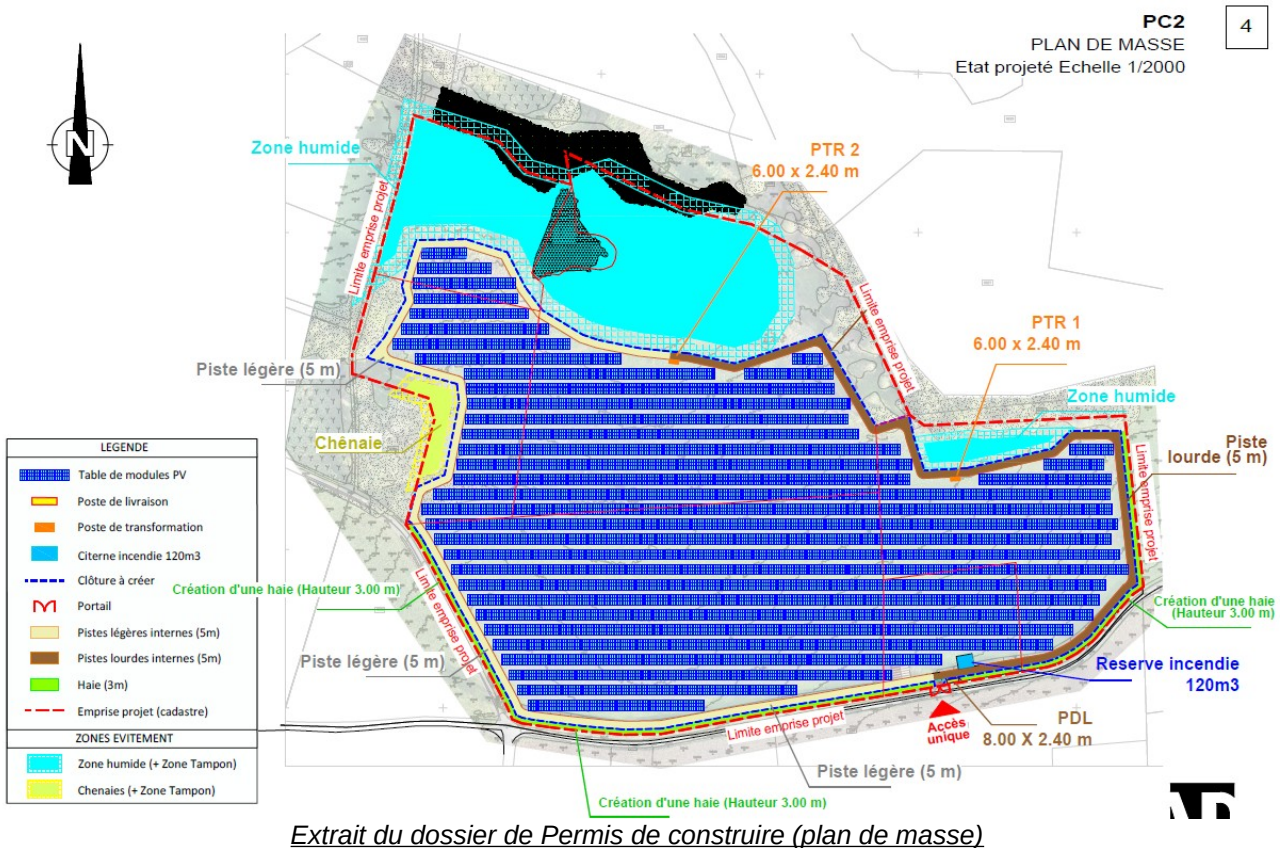 PC2
4
PLAN DE MASSE
Etat projeté Echelle 1/2000
N
Zone humide
PTR 2
6.00 x 2.40 m
Limite emprise projet
Limite emprise projet
PTR 1
6.00 x 2.40 m
Piste légère (5 m)
Zone humide
Chênaie
Piste
lourde (5 m)
Limite emprise projet
LEGENDE
Table de modules PV
Poste de livraison
Poste de transformation
Citerne incendie 120m3
Clôture à créer
Portail
Pistes légères internes (5m)
Pistes lourdes internes (5m)
Haie (3m)
Emprise projet (cadastre)
ZONES EVITEMENT
Zone humide (+ Zone Tampon)
Chenaies (+ Zone Tampon)
Création d'une haie (Hauteur 3.00 m)
Limite emprise projet
Création d'une haie
(Hauteur 3.00 m)
Piste légère (5 m)
Reserve incendie
120m3
Limite emprise projet
Accès
unique
PDL
8.00 X 2.40 m
Piste légère (5 m)
Création d'une haie (Hauteur 3.00 m)
Extrait du dossier de Permis de construire (plan de masse)